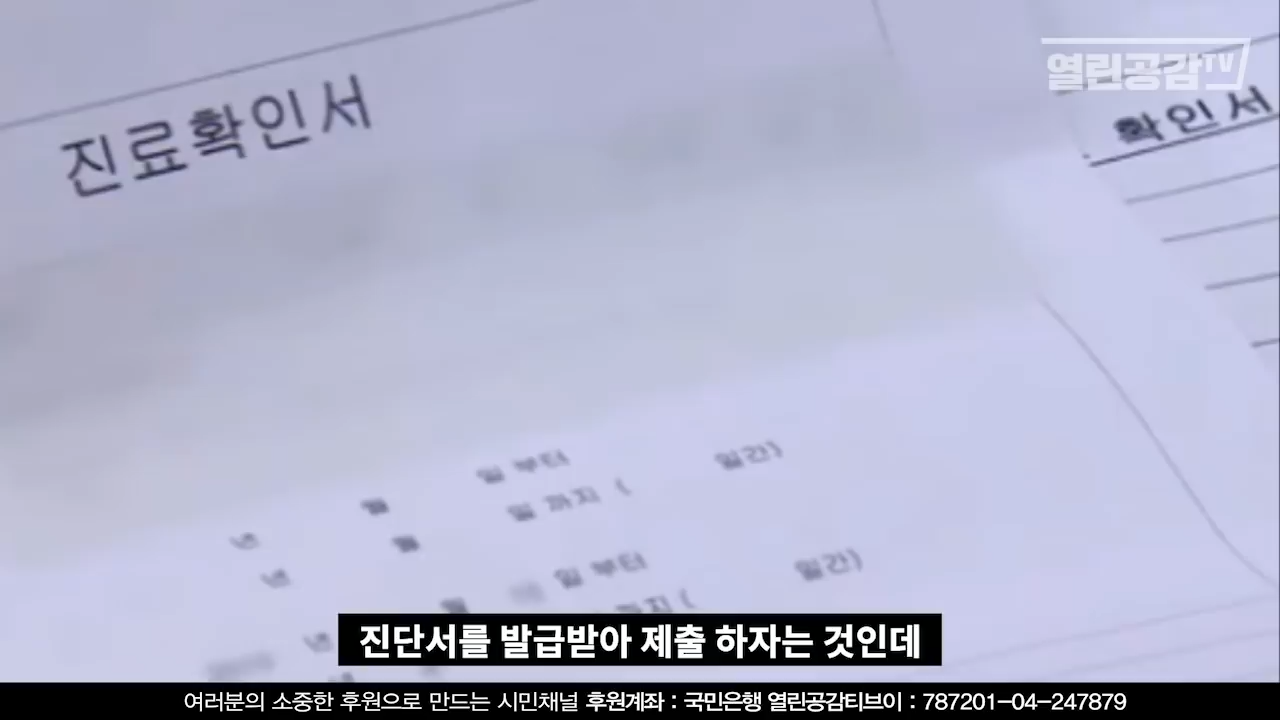 열린공감TV
진료확인서
확인서
일 부터 일간)
년 월 일 까지 (
년 월 일 부터 일간)
년 월 까지 (
진단서를 발급받아 제출 하자는 것인데
여러분의 소중한 후원으로 만드는 시민채널 후원계좌 : 국민은행 열린공감티브이 : 787201-04-247879